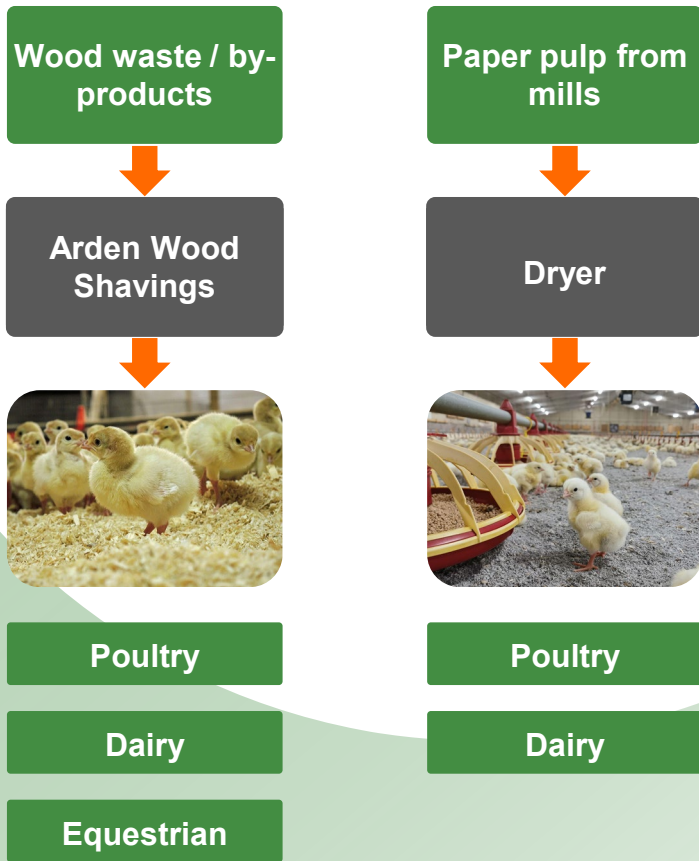 Wood waste / by-
products
Arden Wood
Shavings
Poultry
Dairy
Equestrian
Paper pulp from
mills
Dryer
Poultry
Dairy